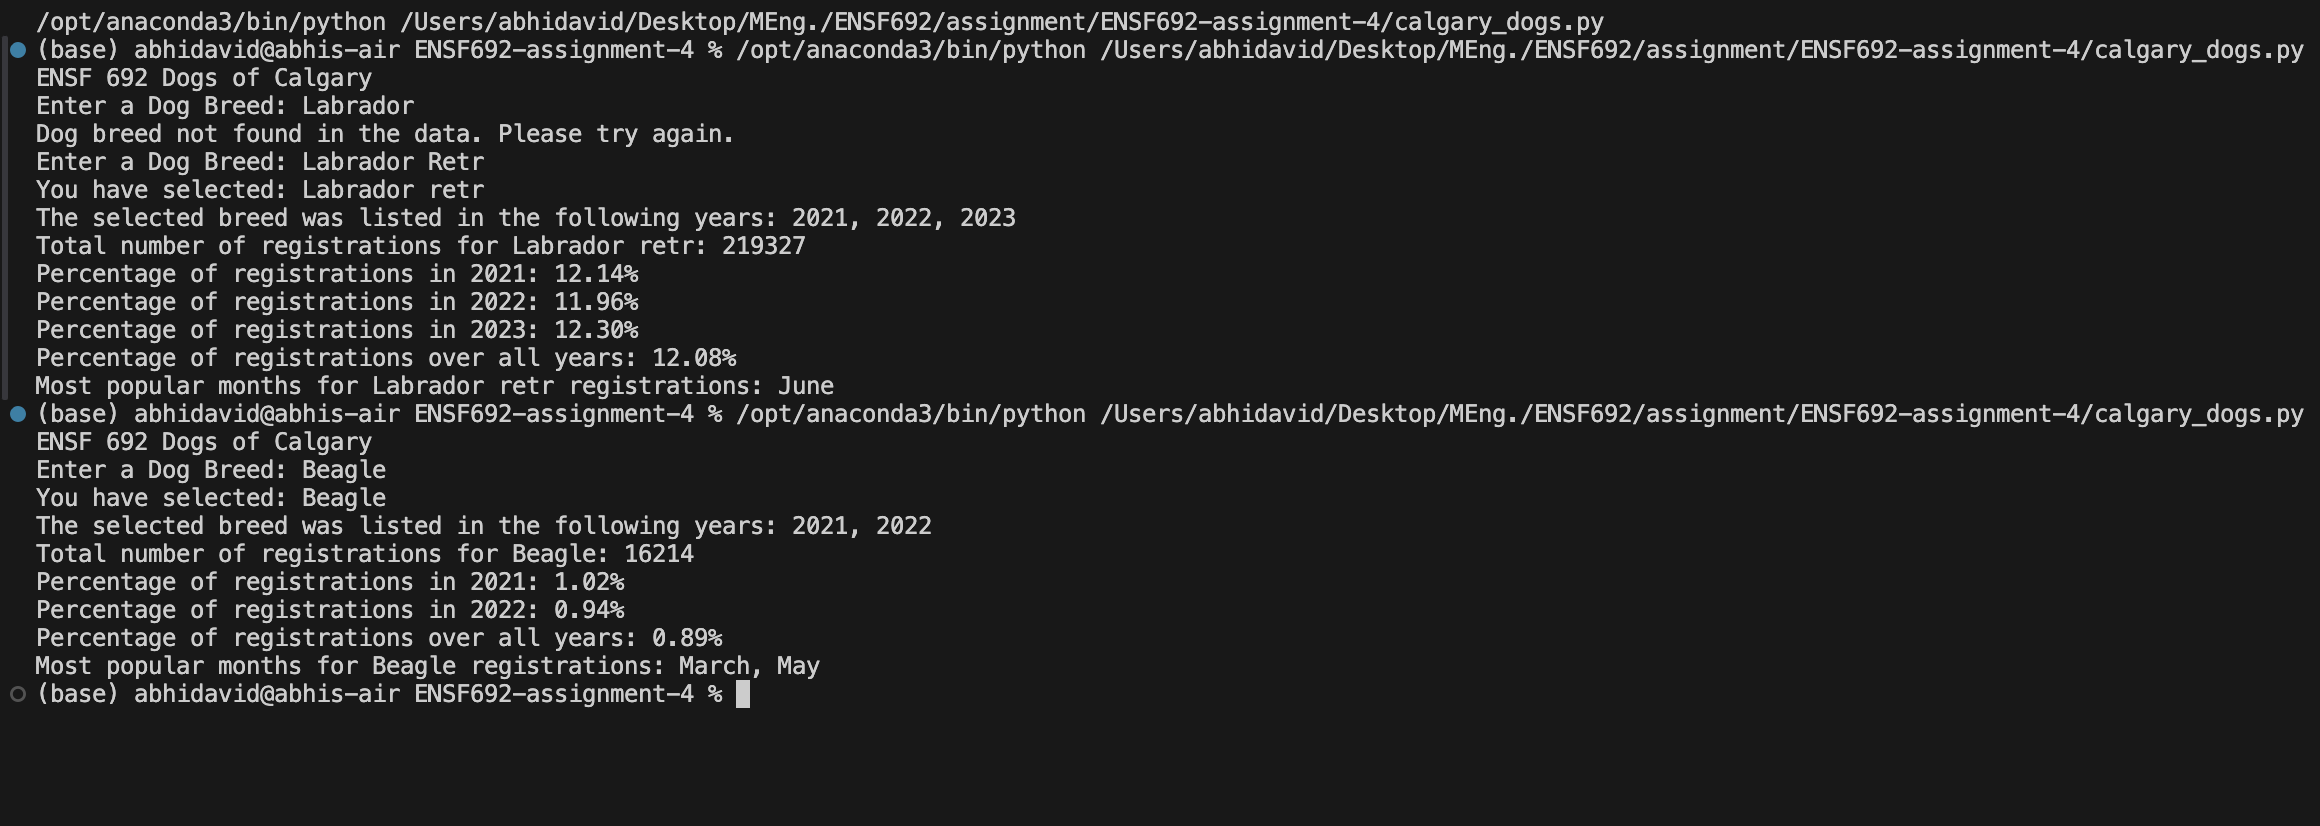 /opt/anaconda3/bin/python /Users/abhidavid/Desktop/MEng./ENSF692/assignment/ENSF692-assignment-4/calgary_dogs.py
(base) abhidavid@abhis-air ENSF692-assignment-4 % /opt/anaconda3/bin/python /Users/abhidavid/Desktop/MEng./ENSF692/assignment/ENSF692-assignment-4/calgary_dogs.py
ENSF 692 Dogs of Calgary
Enter a Dog Breed: Labrador
Dog breed not found in the data. Please try again.
Enter a Dog Breed: Labrador Retr
You have selected: Labrador retr
The selected breed was listed in the following years: 2021, 2022, 2023
Total number of registrations for Labrador retr: 219327
Percentage of registrations in 2021: 12.14%
Percentage of registrations in 2022: 11.96%
Percentage of registrations in 2023: 12.30%
Percentage of registrations over all years: 12.08%
Most popular months for Labrador retr registrations: June
(base) abhidavid@abhis-air ENSF692-assignment-4 % /opt/anaconda3/bin/python /Users/abhidavid/Desktop/MEng./ENSF692/assignment/ENSF692-assignment-4/calgary_dogs.py
ENSF 692 Dogs of Calgary
Enter a Dog Breed: Beagle
You have selected: Beagle
The selected breed was listed in the following years: 2021, 2022
Total number of registrations for Beagle: 16214
Percentage of registrations in 2021: 1.02%
Percentage of registrations in 2022: 0.94%
Percentage of registrations over all years: 0.89%
Most popular months for Beagle registrations: March, May
(base) abhidavid@abhis-air ENSF692-assignment-4 %